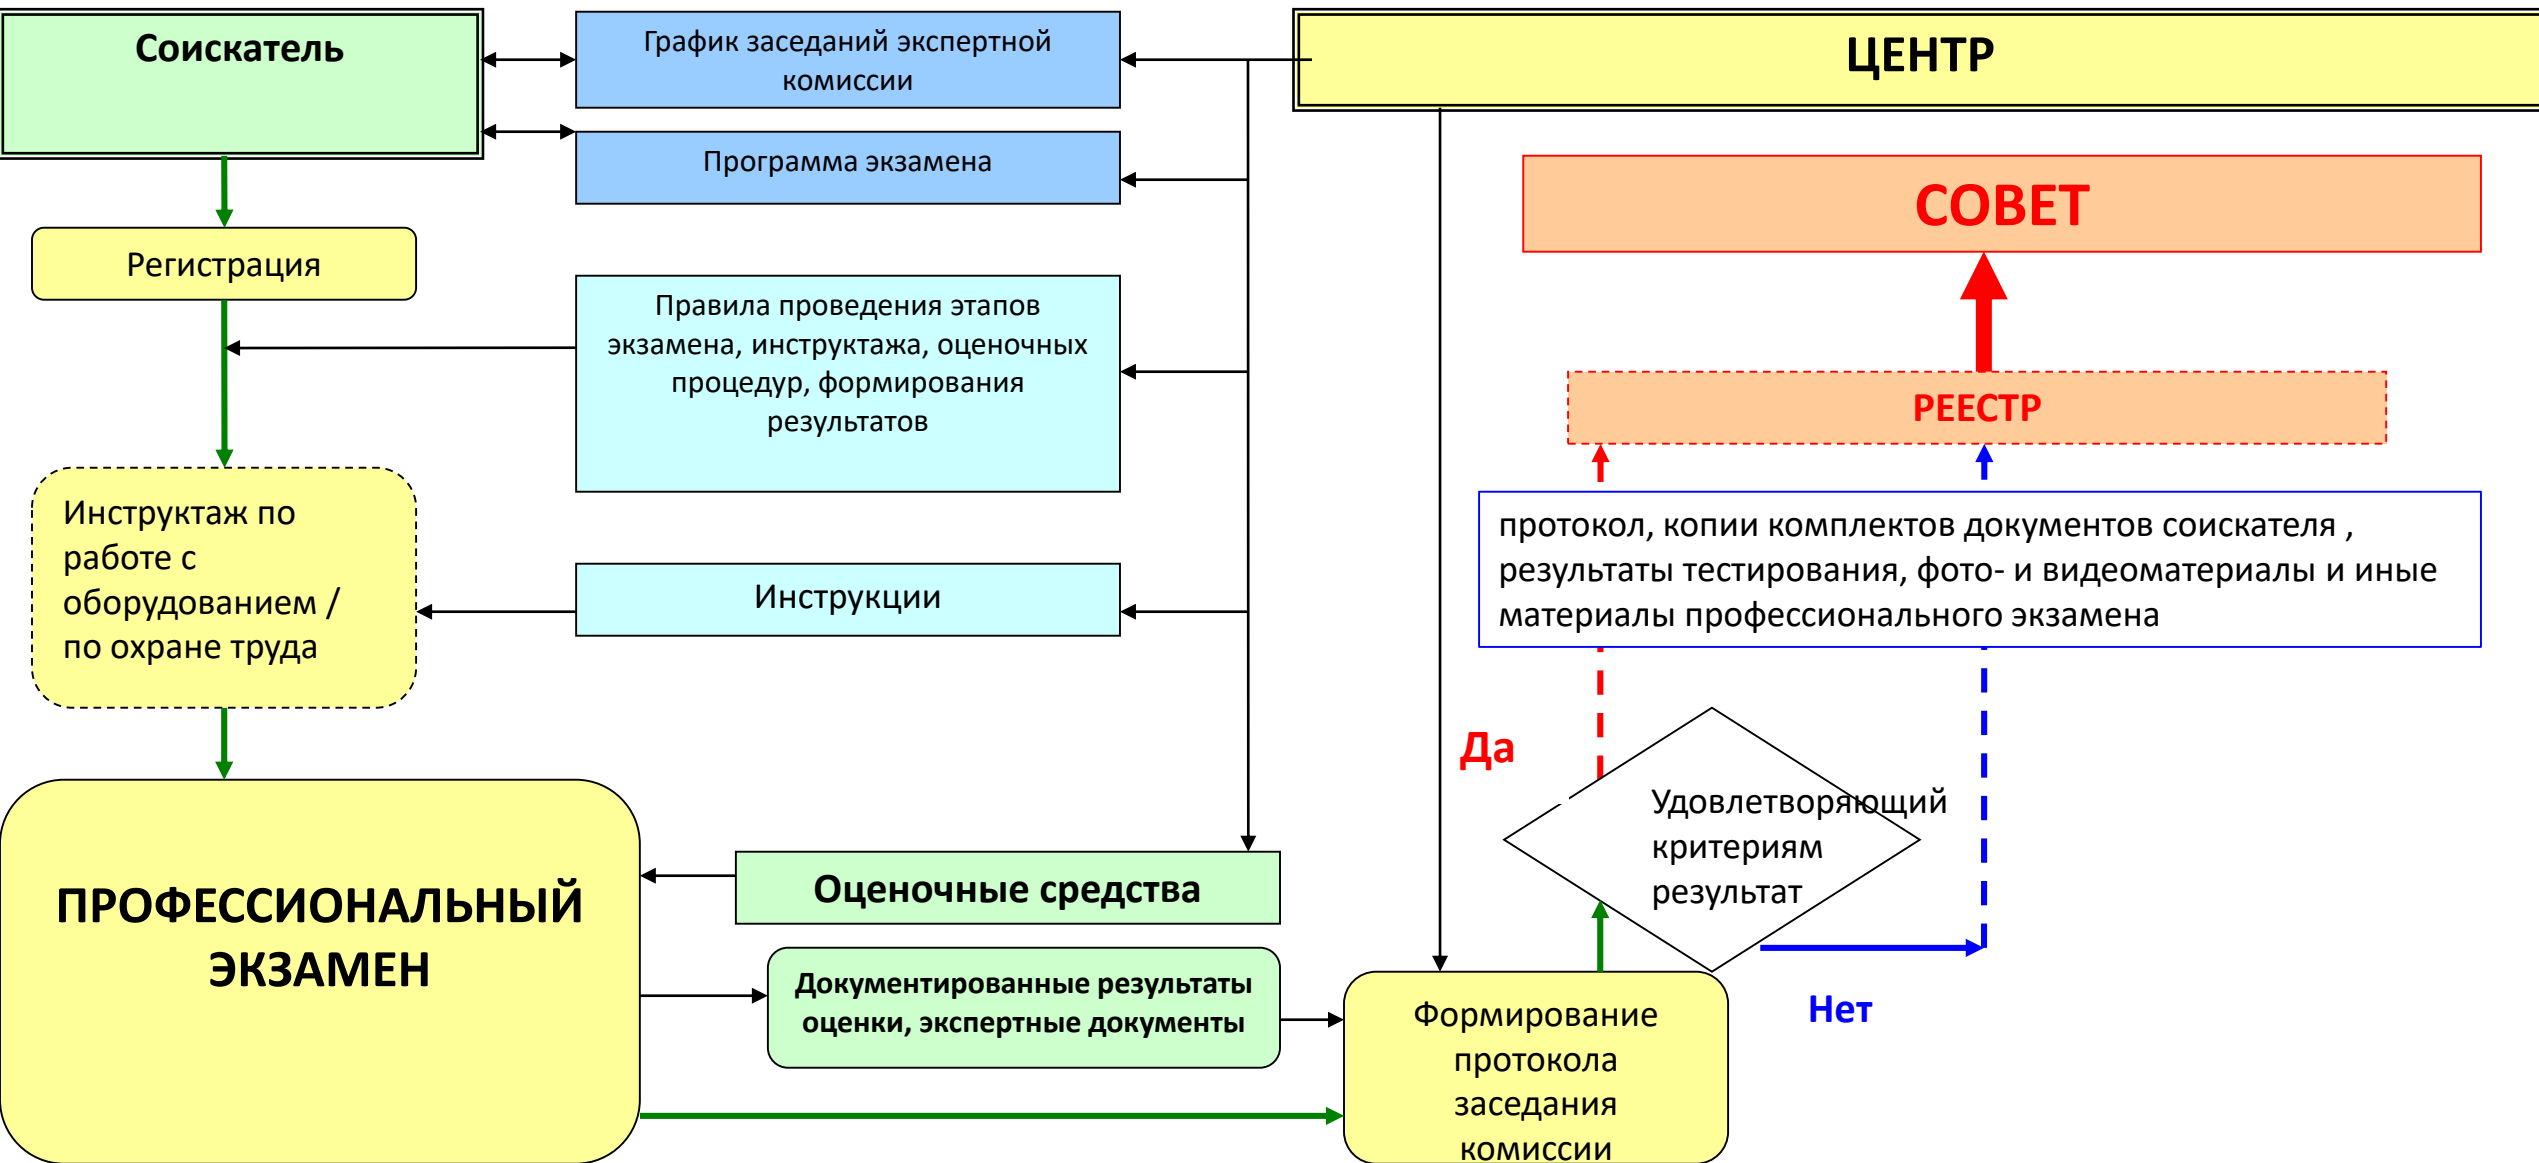 Соискатель
График заседаний экспертной
комиссии
ЦЕНТР
Программа экзамена
СОВЕТ
Регистрация
Правила проведения этапов
экзамена, инструктажа, оценочных
процедур, формирования
результатов
РЕЕСТР
Инструктаж по
работе с
оборудованием /
по охране труда
Инструкции
протокол, копии комплектов документов соискателя ,
результаты тестирования, фото- и видеоматериалы и иные
материалы профессионального экзамена
Да
Удовлетворяющий
критериям
результат
Оценочные средства
ПРОФЕССИОНАЛЬНЫЙ
ЭКЗАМЕН
Документированные результаты
оценки, экспертные документы
Нет
Формирование
протокола
заседания
комиссии